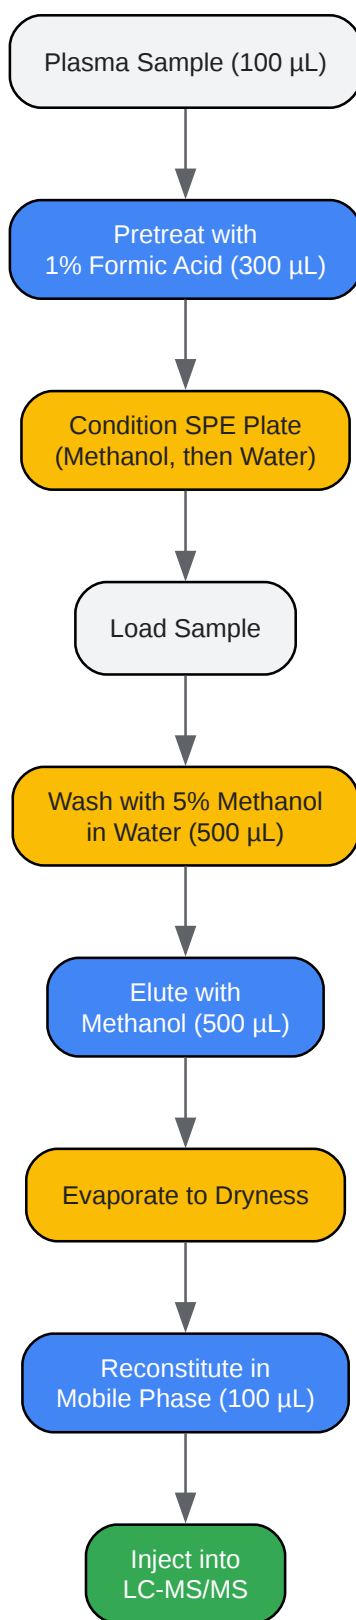 Plasma Sample (100 µL)
Pretreat with
1% Formic Acid (300 µL)
Condition SPE Plate
(Methanol, then Water)
Load Sample
Wash with 5% Methanol
in Water (500 µL)
Elute with
Methanol (500 µL)
Evaporate to Dryness
Reconstitute in
Mobile Phase (100 µL)
Inject into
LC-MS/MS